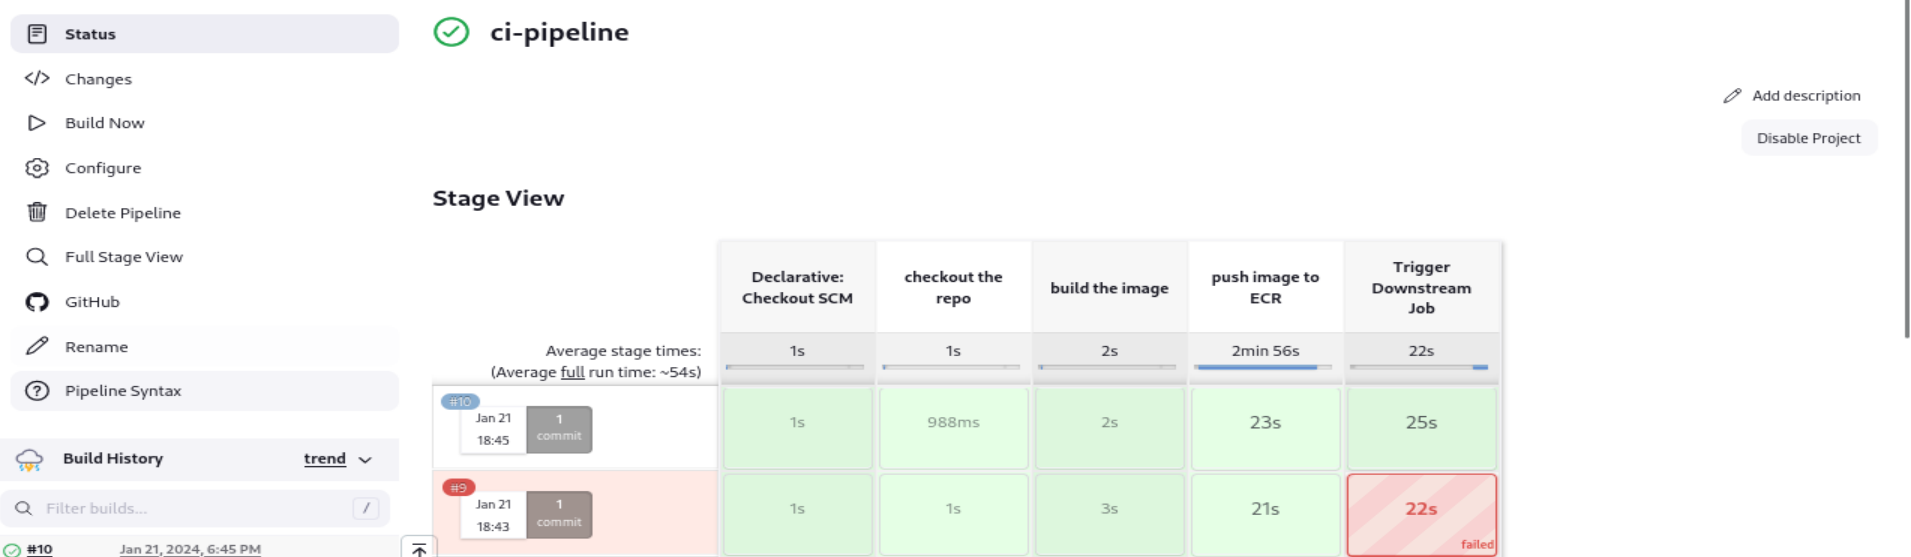 Status
Changes
Build Now
Configure
Delete Pipeline
Full Stage View
GitHub
Rename
Pipeline Syntax
Build History
trend
Filter builds...
/
#10
Jan 21, 2024, 6:45 PM
ci-pipeline
Add description
Disable Project
Stage View
Declarative:
Checkout SCM
checkout the
repo
build the image
push image to
ECR
Trigger
Downstream
Job
Average stage times:
(Average full run time: ~54s)
1s
1s
2s
2min 56s
22s
#10
Jan 21
18:45
1
commit
1s
988ms
2s
23s
25s
#9
Jan 21
18:43
1
commit
1s
1s
3s
21s
22s
failed